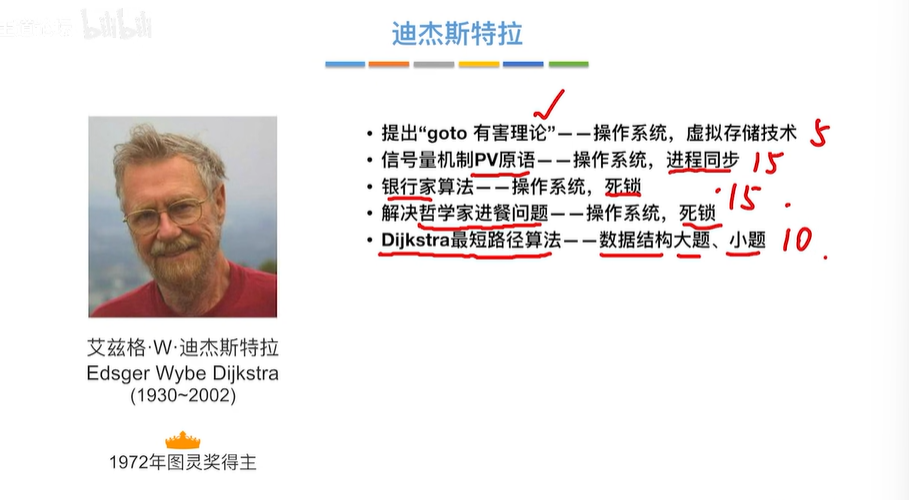 bilibili
迪杰斯特拉
• 提出“goto 有害理论”——操作系统，虚拟存储技术 5
• 信号量机制PV原语——操作系统，进程同步 15
• 银行家算法——操作系统，死锁 15
• 解决哲学家进餐问题——操作系统，死锁
• Dijkstra最短路径算法——数据结构大题、小题 10
艾兹格·W·迪杰斯特拉
Edsger Wybe Dijkstra
(1930~2002)
1972年图灵奖得主